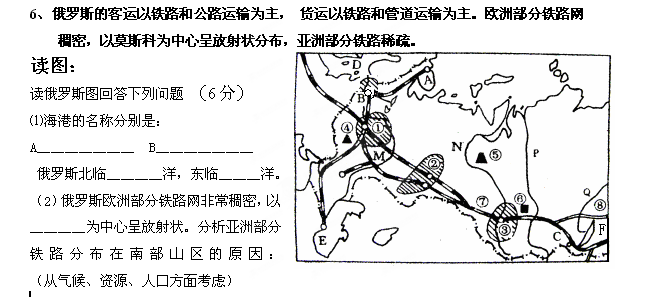 6、俄罗斯的客运以铁路和公路运输为主，货运以铁路和管道运输为主。欧洲部分铁路网
稠密，以莫斯科为中心呈放射状分布，亚洲部分铁路稀疏。
读图：
读俄罗斯图回答下列问题 （6分）
⑴海港的名称分别是：
A______________ B______________
俄罗斯北临______洋，东临______洋。
（2）俄罗斯欧洲部分铁路网非常稠密，以
________为中心呈放射状。分析亚洲部分
铁路分布在南部山区的原因：
（从气候、资源、人口方面考虑）
D
A
B
④
①
M
N
⑤
P
②
⑦
⑥
Q
⑧
③
E
C
F